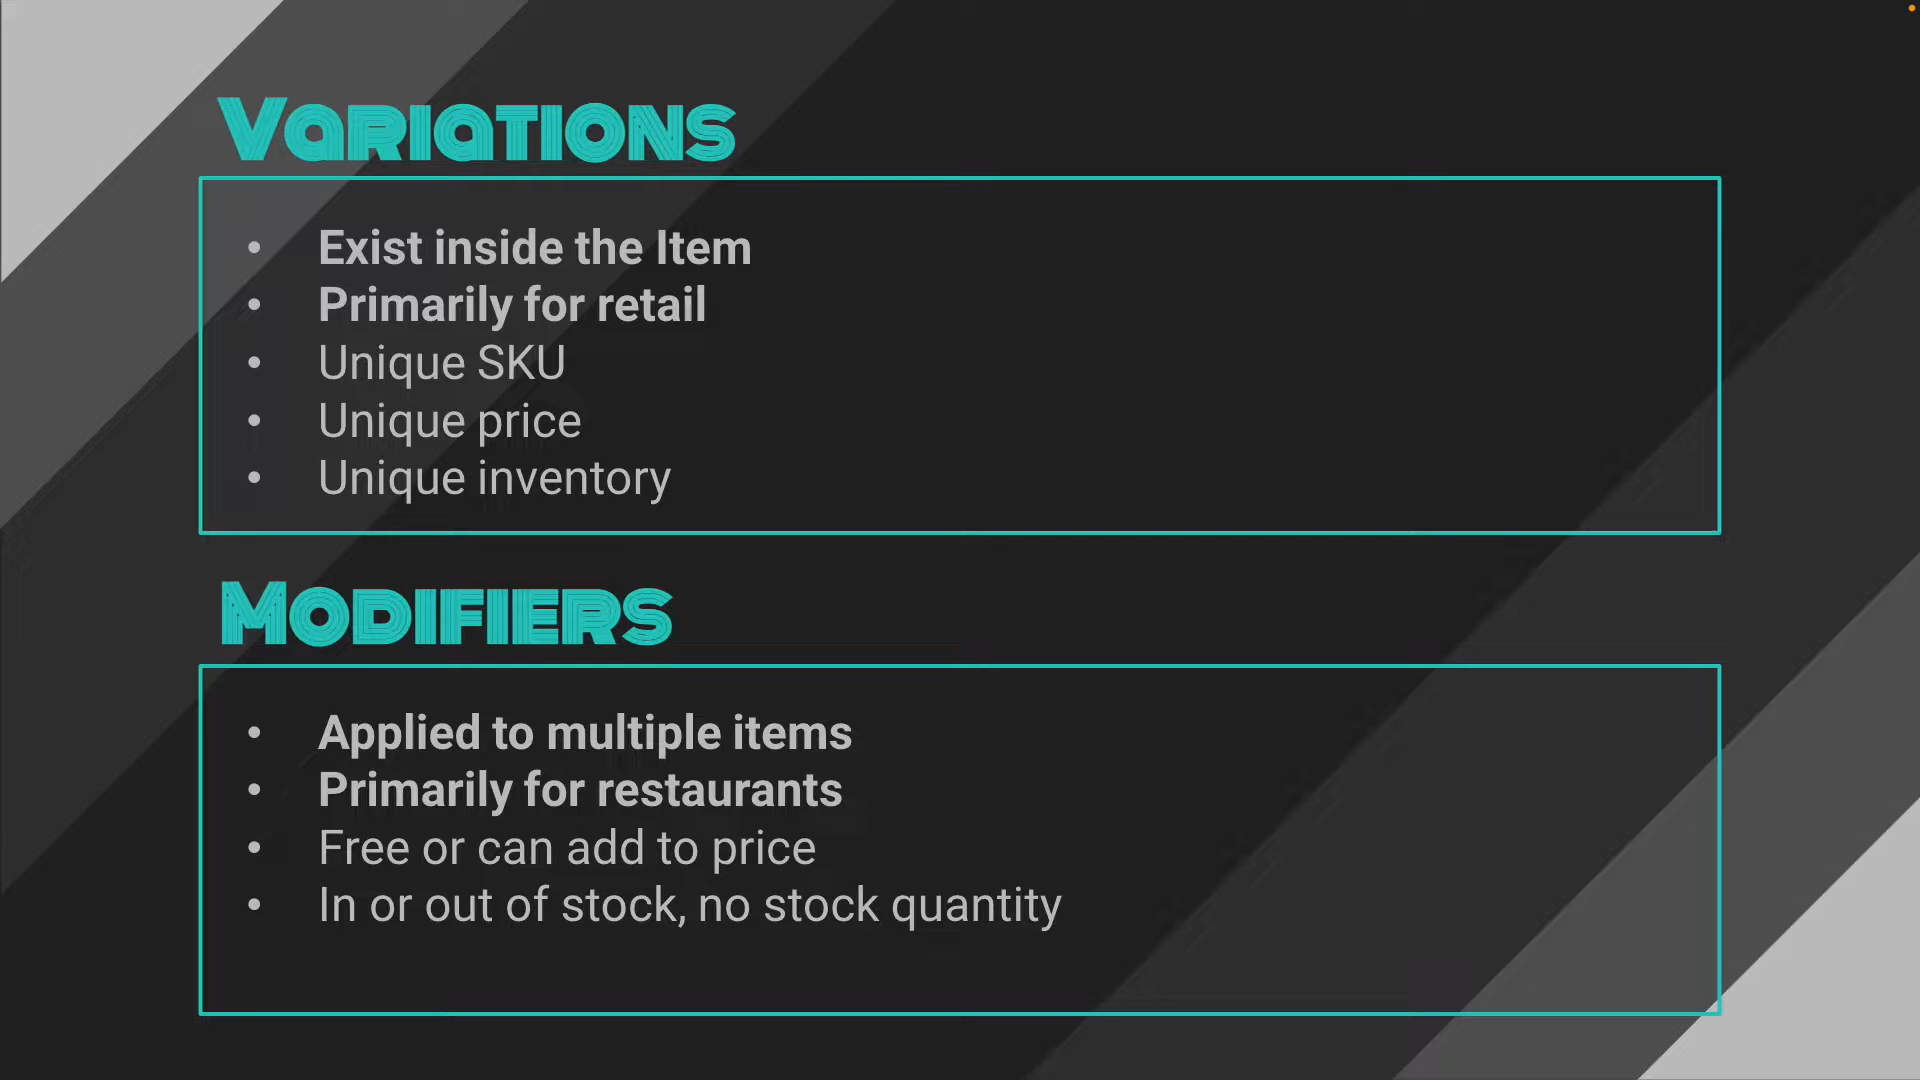 Variations
• Exist inside the Item
• Primarily for retail
• Unique SKU
• Unique price
• Unique inventory
Modifiers
• Applied to multiple items
• Primarily for restaurants
• Free or can add to price
• In or out of stock, no stock quantity